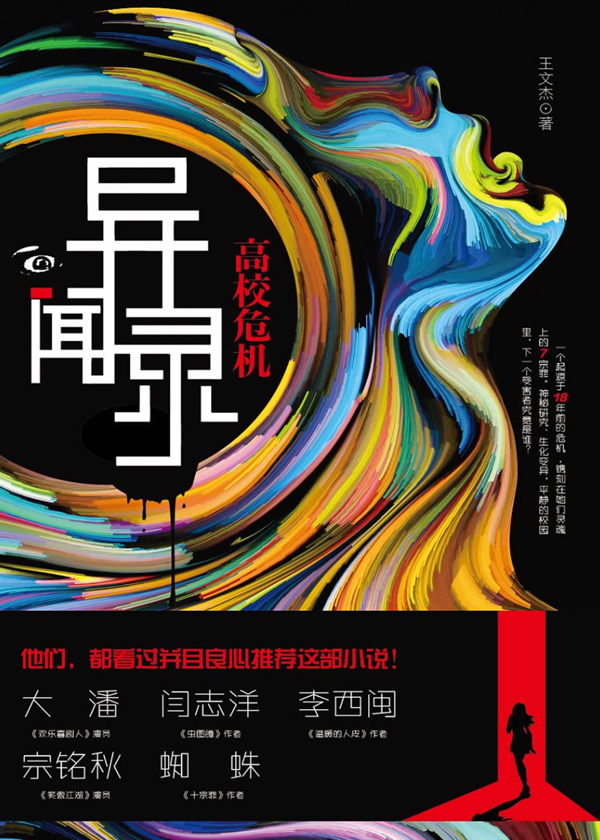 王文杰⊙著
异闻录
高校危机
一个起源于18年前的危机，镌刻在她们灵魂
上的7宗罪。神秘研究，生化变异，平静的校园
里，下一个受害者究竟是谁？
他们，都看过并且良心推荐这部小说！
大 潘 闫志洋 李西闽
《欢乐喜剧人》演员 《虫图腾》作者 《温暖的人皮》作者
宗铭秋 蜘 蛛
《笑傲江湖》演员 《十宗罪》作者